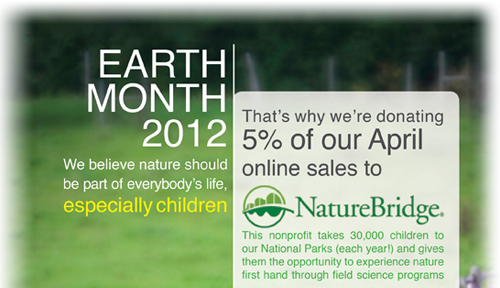 EARTH
MONTH
2012
We believe nature should
be part of everybody's life,
especially children
That's why we're donating
5% of our April
online sales to
NatureBridge®
This nonprofit takes 30,000 children to
our National Parks (each year!) and gives
them the opportunity to experience nature
first hand through field science programs